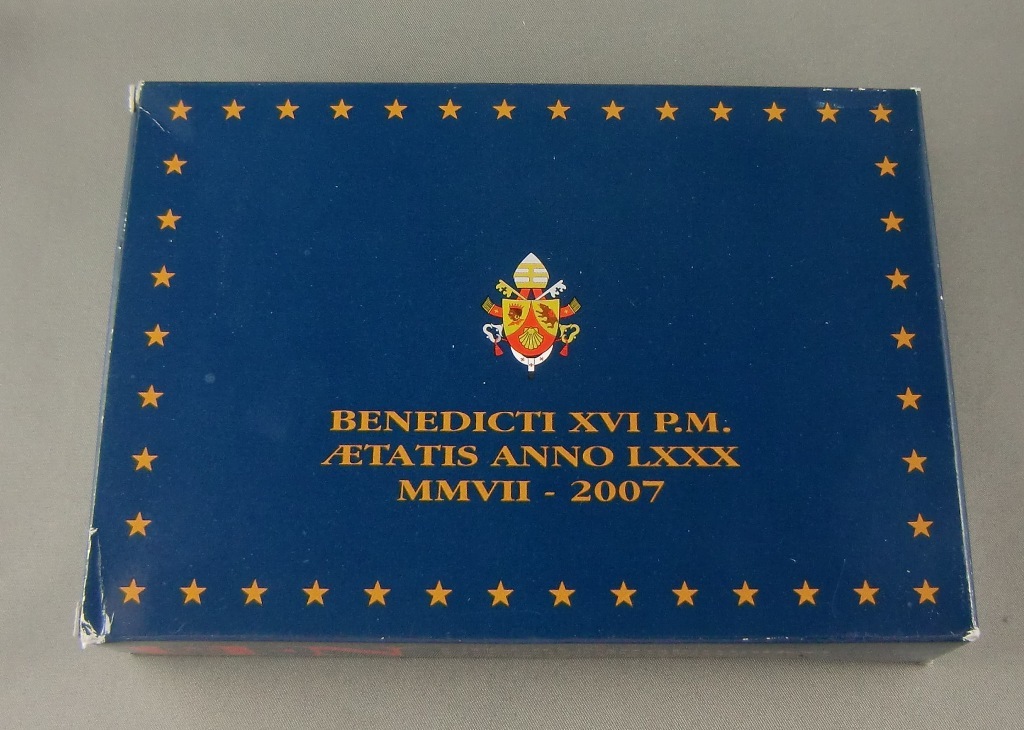 BENEDICTI XVI P.M.
ÆTATIS ANNO LXXX
MMVII - 2007